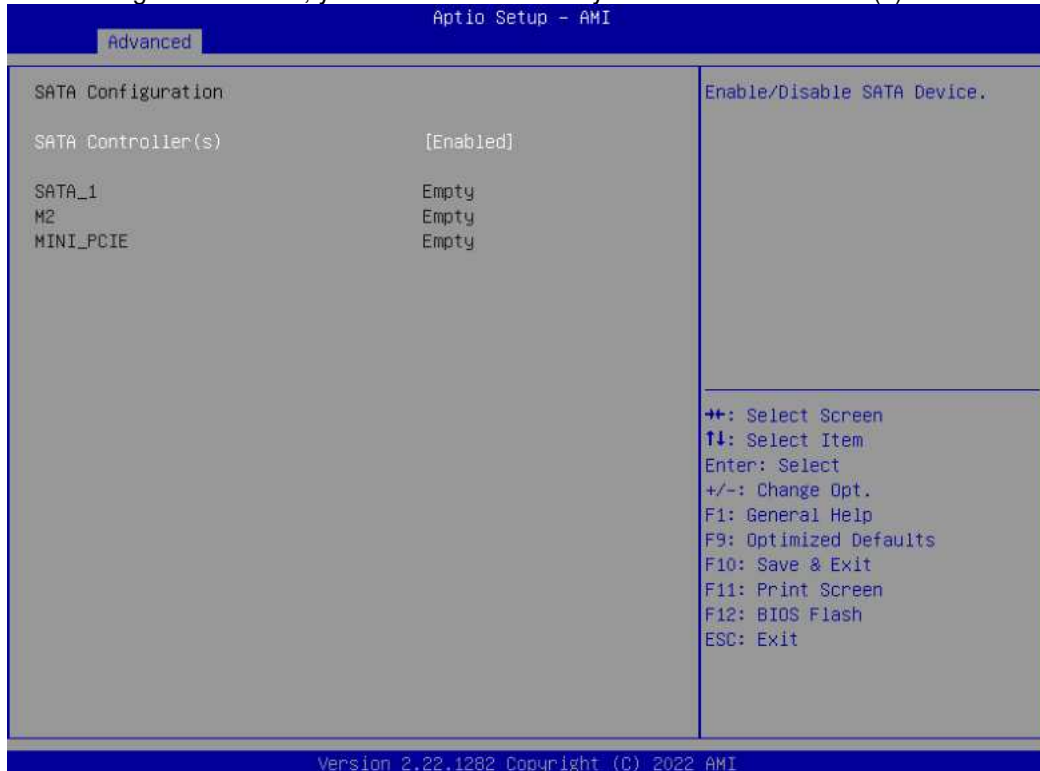 Aptio Setup – AMI
Advanced
SATA Configuration
SATA Controller(s) [Enabled]
SATA_1 Empty
M2 Empty
MINI_PCIE Empty
Enable/Disable SATA Device.
→←: Select Screen
↑↓: Select Item
Enter: Select
+/-: Change Opt.
F1: General Help
F9: Optimized Defaults
F10: Save & Exit
F11: Print Screen
F12: BIOS Flash
ESC: Exit
Version 2.22.1282 Copyright (C) 2022 AMI